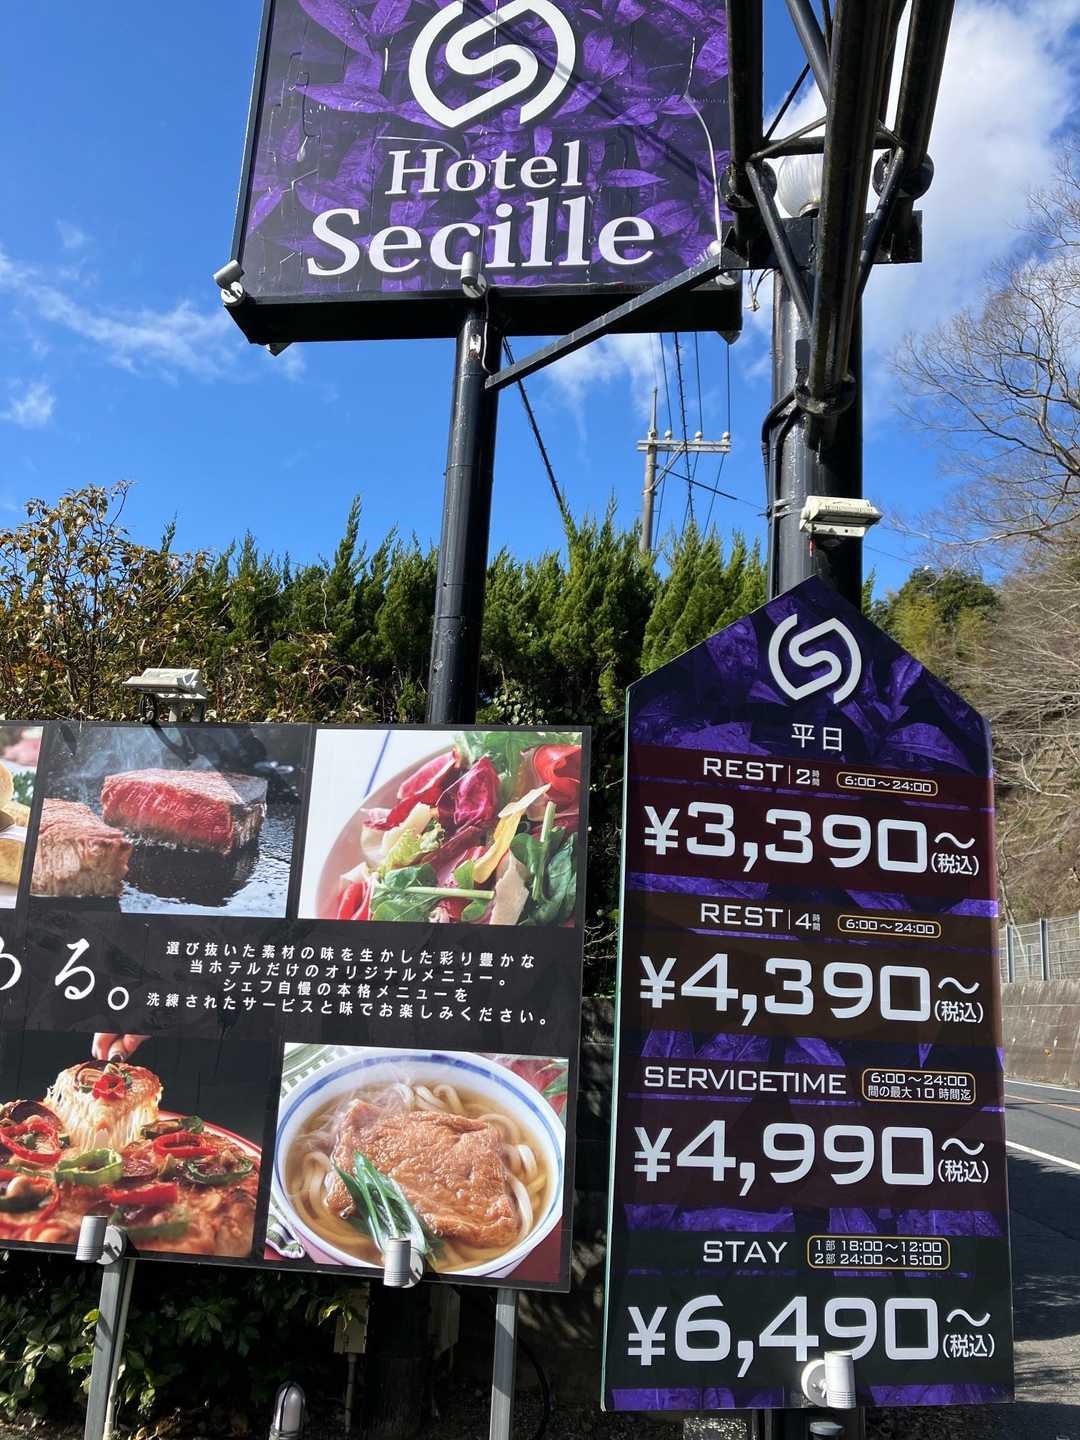 Hotel
Secille
める。
選び抜いた素材の味を生かした彩り豊かな
当ホテルだけのオリジナルメニュー。
シェフ自慢の本格メニューを
洗練されたサービスと味でお楽しみください。
平日
REST|2時間 6:00~24:00
¥3,390~(税込)
REST|4時間 6:00~24:00
¥4,390~(税込)
SERVICETIME 6:00~24:00
間の最大10時間迄
¥4,990~(税込)
STAY 1部 18:00~12:00
2部 24:00~15:00
¥6,490~(税込)